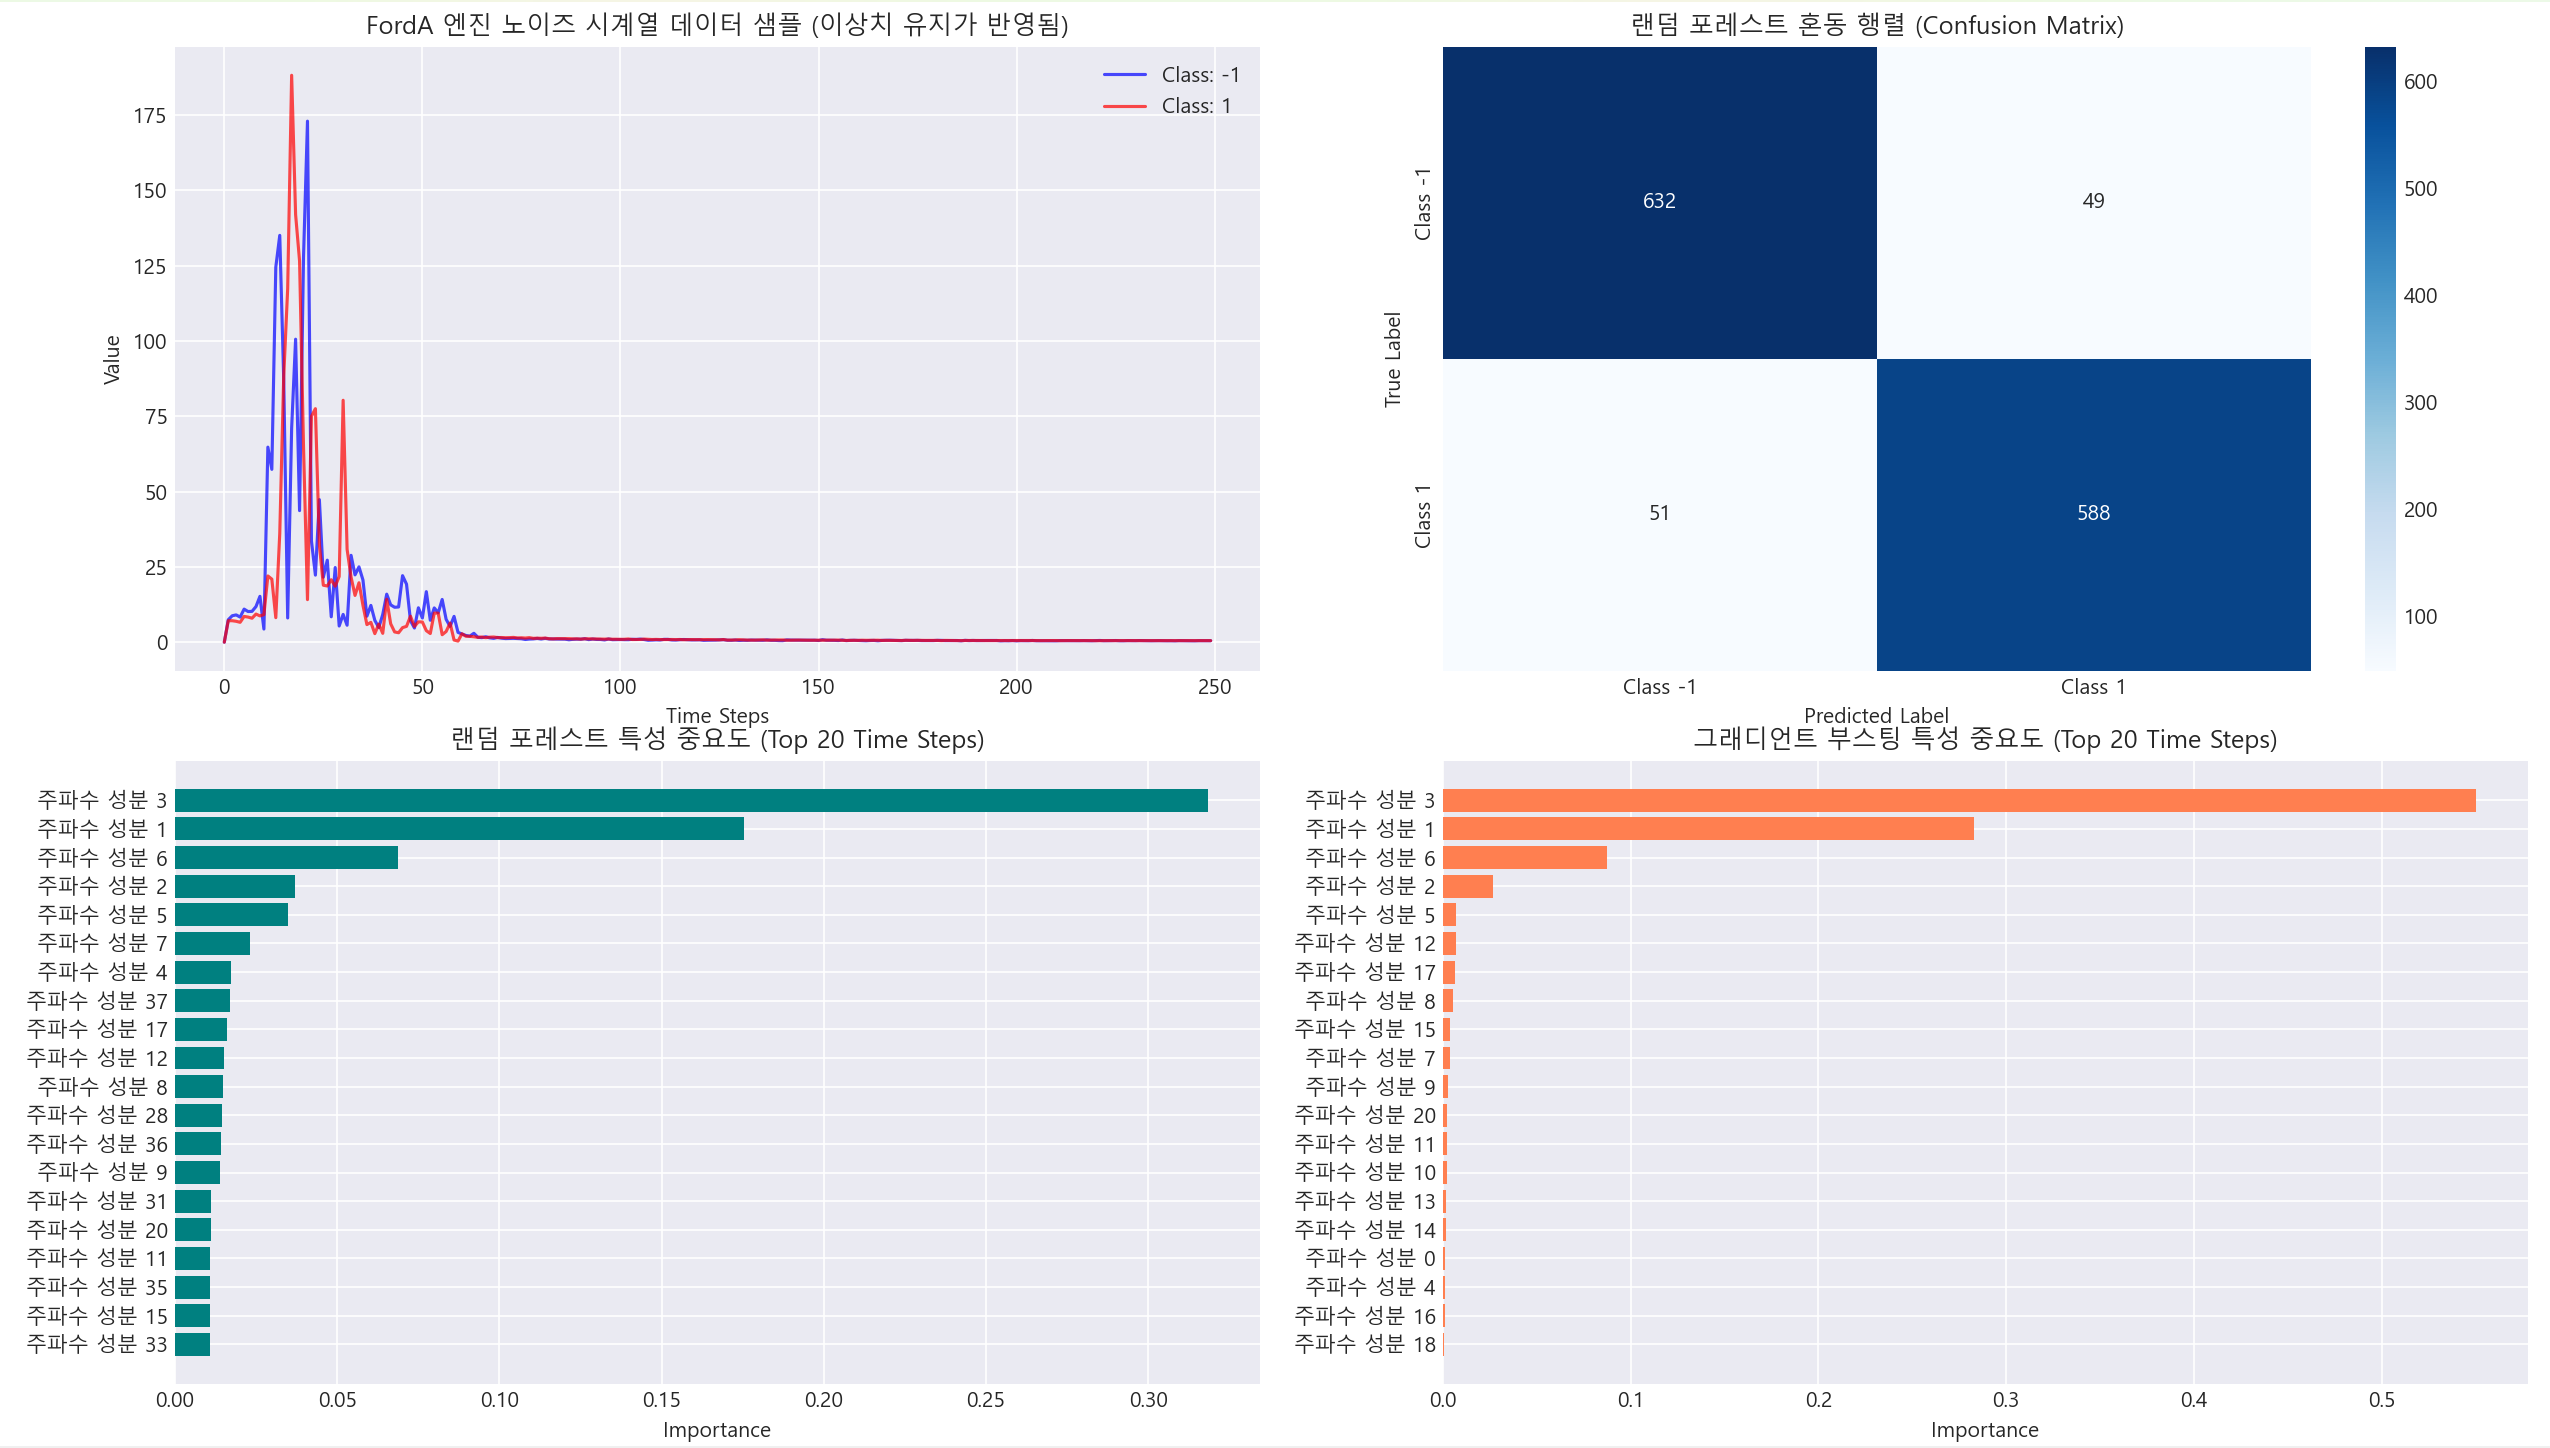 FordA 엔진 노이즈 시계열 데이터 샘플 (이상치 유지가 반영됨)
Class: -1
Class: 1
175
150
125
100
75
50
25
0
Value
0 50 100 150 200 250
Time Steps
랜덤 포레스트 혼동 행렬 (Confusion Matrix)
632 49
51 588
Class -1
Class 1
True Label
Class -1 Class 1
Predicted Label
600
500
400
300
200
100
랜덤 포레스트 특성 중요도 (Top 20 Time Steps)
주파수 성분 3
주파수 성분 1
주파수 성분 6
주파수 성분 2
주파수 성분 5
주파수 성분 7
주파수 성분 4
주파수 성분 37
주파수 성분 17
주파수 성분 12
주파수 성분 8
주파수 성분 28
주파수 성분 36
주파수 성분 9
주파수 성분 31
주파수 성분 20
주파수 성분 11
주파수 성분 35
주파수 성분 15
주파수 성분 33
0.00 0.05 0.10 0.15 0.20 0.25 0.30
Importance
그래디언트 부스팅 특성 중요도 (Top 20 Time Steps)
주파수 성분 3
주파수 성분 1
주파수 성분 6
주파수 성분 2
주파수 성분 5
주파수 성분 12
주파수 성분 17
주파수 성분 8
주파수 성분 15
주파수 성분 7
주파수 성분 9
주파수 성분 20
주파수 성분 11
주파수 성분 10
주파수 성분 13
주파수 성분 14
주파수 성분 0
주파수 성분 4
주파수 성분 16
주파수 성분 18
0.0 0.1 0.2 0.3 0.4 0.5
Importance